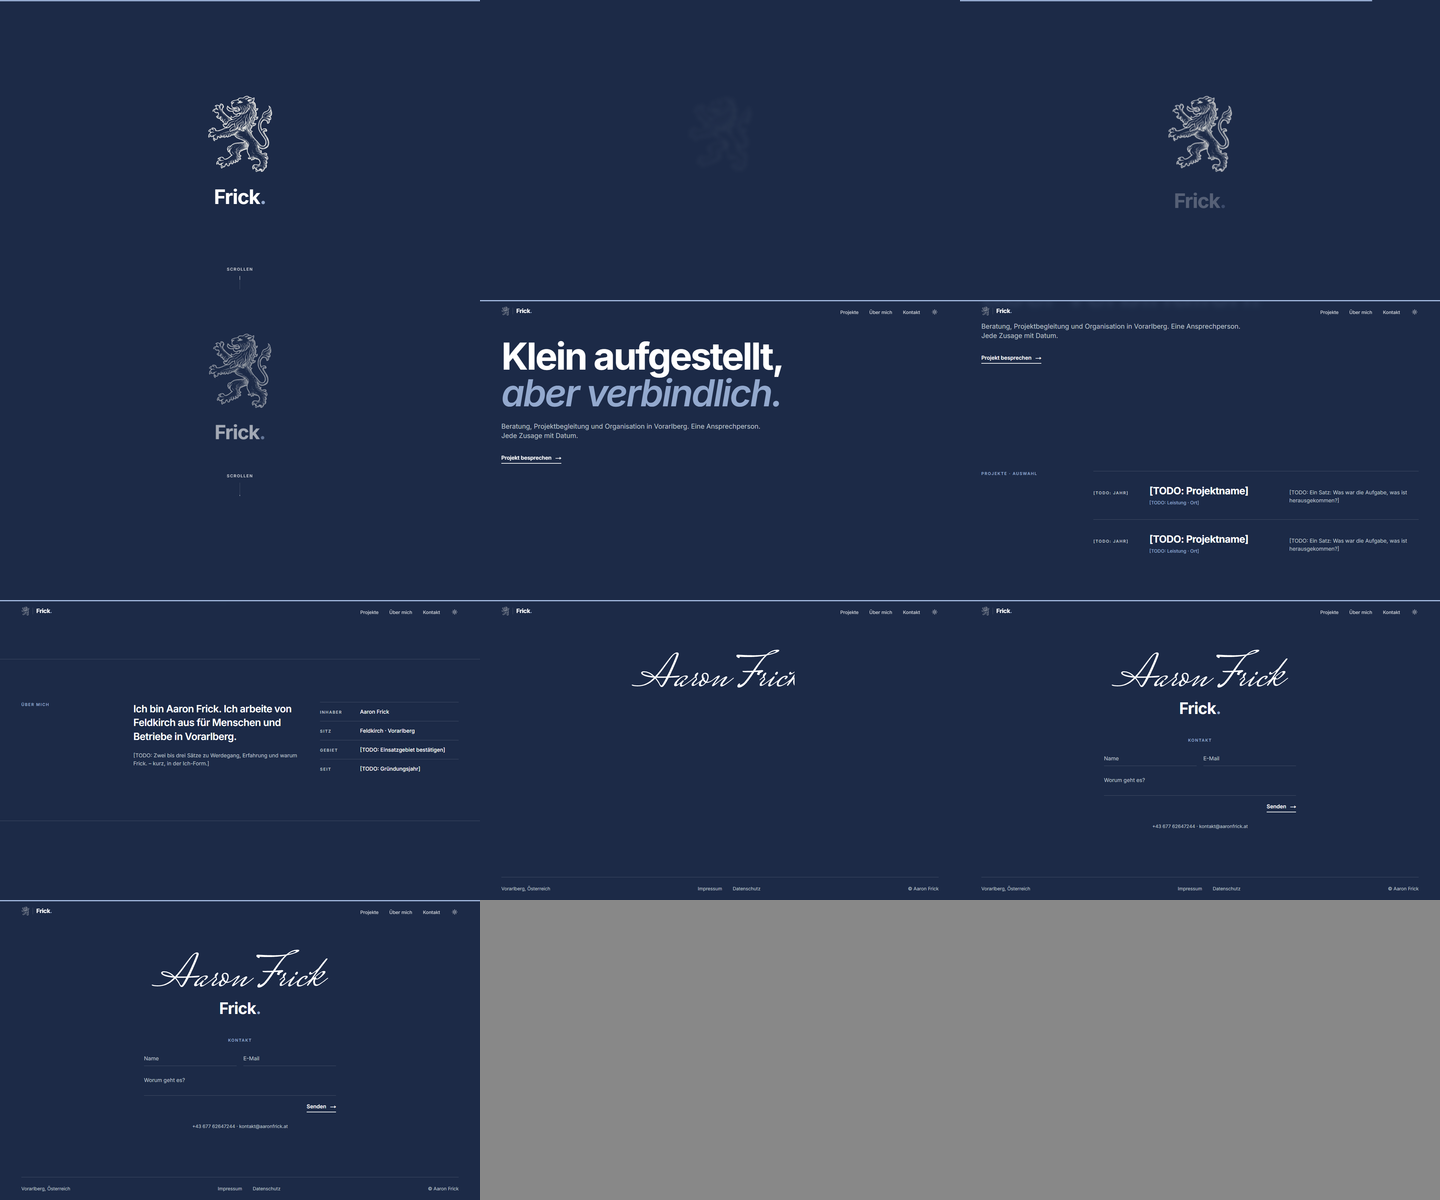 Frick.
SCROLLEN
Frick.
Frick.
SCROLLEN
Frick.
Projekte Über mich Kontakt
Klein aufgestellt,
aber verbindlich.
Beratung, Projektbegleitung und Organisation in Vorarlberg. Eine Ansprechperson.
Jede Zusage mit Datum.
Projekt besprechen →
Frick.
Projekte Über mich Kontakt
Beratung, Projektbegleitung und Organisation in Vorarlberg. Eine Ansprechperson.
Jede Zusage mit Datum.
Projekt besprechen →
PROJEKTE · AUSWAHL
[TODO: JAHR]
[TODO: Projektname]
[TODO: Leistung · Ort]
[TODO: Ein Satz: Was war die Aufgabe, was ist
herausgekommen?]
[TODO: JAHR]
[TODO: Projektname]
[TODO: Leistung · Ort]
[TODO: Ein Satz: Was war die Aufgabe, was ist
herausgekommen?]
Frick.
Projekte Über mich Kontakt
ÜBER MICH
Ich bin Aaron Frick. Ich arbeite von
Feldkirch aus für Menschen und
Betriebe in Vorarlberg.
[TODO: Zwei bis drei Sätze zu Werdegang, Erfahrung und warum
Frick. – kurz, in der Ich-Form.]
INHABER Aaron Frick
SITZ Feldkirch · Vorarlberg
GEBIET [TODO: Einsatzgebiet bestätigen]
SEIT [TODO: Gründungsjahr]
Frick.
Projekte Über mich Kontakt
Aaron Frick
Vorarlberg, Österreich Impressum Datenschutz © Aaron Frick
Frick.
Projekte Über mich Kontakt
Aaron Frick
Frick.
KONTAKT
Name E-Mail
Worum geht es?
Senden →
+43 677 62647244 · kontakt@aaronfrick.at
Vorarlberg, Österreich Impressum Datenschutz © Aaron Frick
Frick.
Projekte Über mich Kontakt
Aaron Frick
Frick.
KONTAKT
Name E-Mail
Worum geht es?
Senden →
+43 677 62647244 · kontakt@aaronfrick.at
Vorarlberg, Österreich Impressum Datenschutz © Aaron Frick